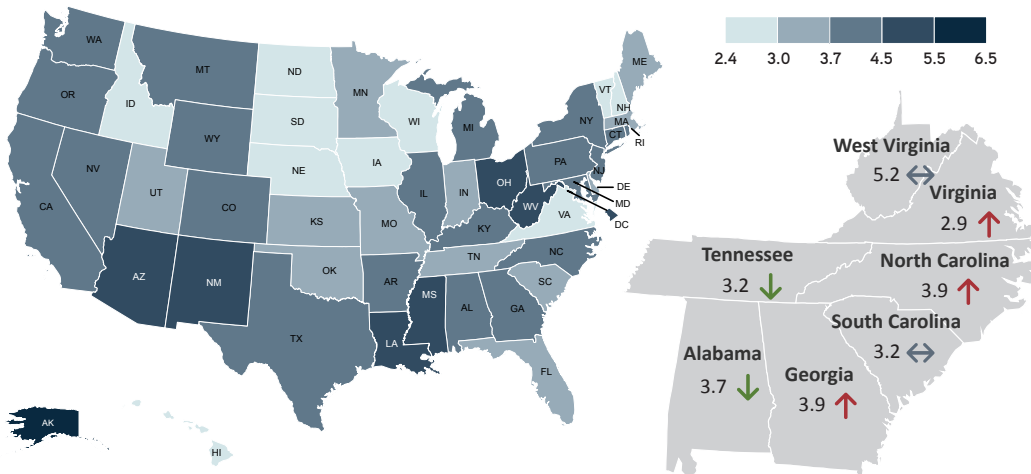 WA
OR
CA
NV
ID
MT
WY
UT
CO
AZ
NM
ND
SD
NE
KS
OK
TX
MN
IA
MO
AR
LA
WI
IL
MS
MI
IN
KY
TN
AL
OH
WV
GA
FL
SC
NC
VA
PA
NY
VT
NH
ME
MA
CT
RI
NJ
DE
MD
DC
AK
HI
2.4 3.0 3.7 4.5 5.5 6.5
West Virginia
5.2
Virginia
2.9
Tennessee
3.2
North Carolina
3.9
South Carolina
3.2
Alabama
3.7
Georgia
3.9